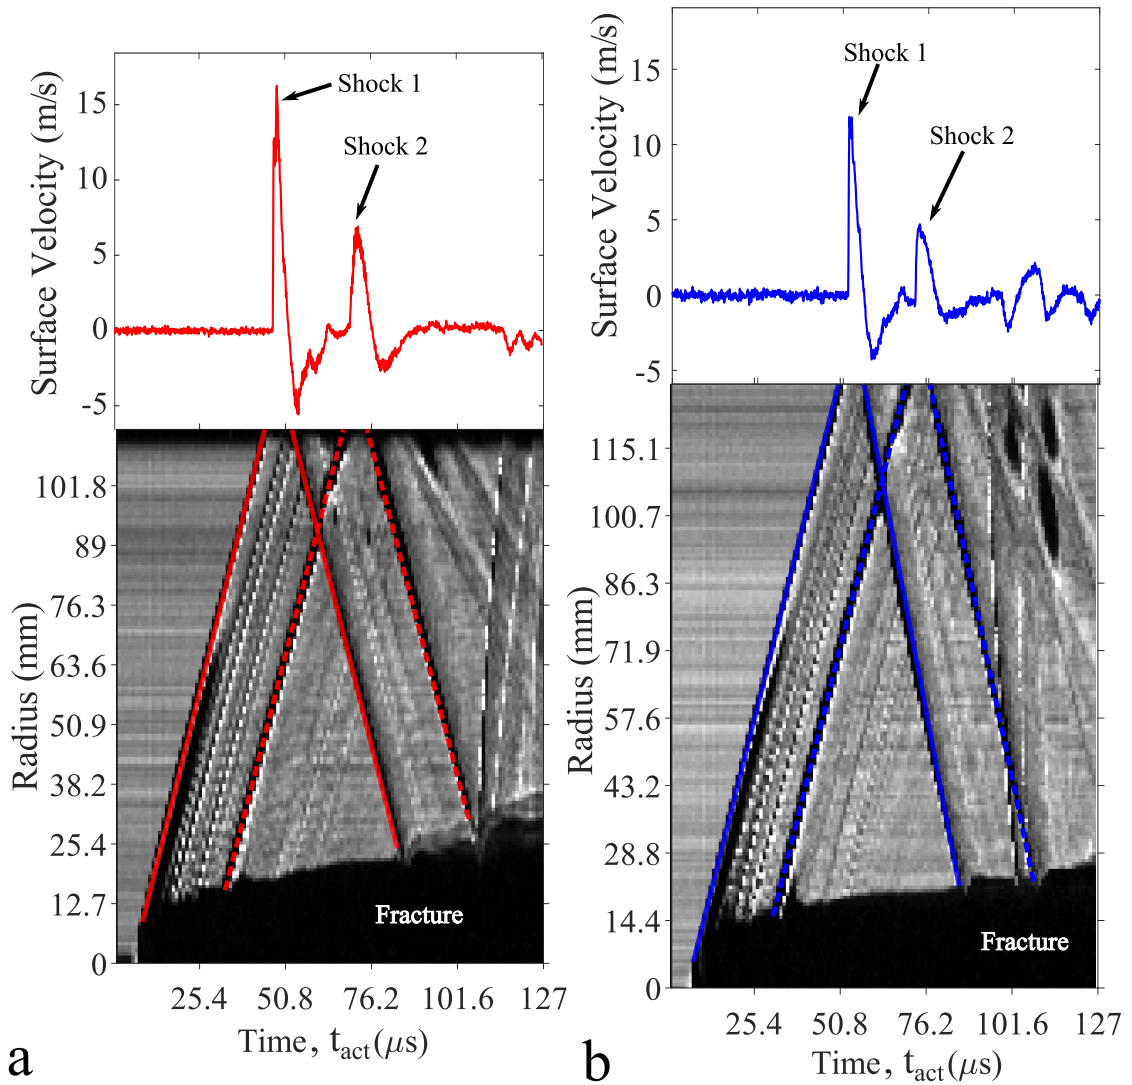 Surface Velocity (m/s)
15
10
5
0
-5
Shock 1
Shock 2
Radius (mm)
101.8
89
76.3
63.6
50.9
38.2
25.4
12.7
0
Fracture
25.4 50.8 76.2 101.6 127
Time, tact (μs)
a
Surface Velocity (m/s)
15
10
5
0
-5
Shock 1
Shock 2
Radius (mm)
115.1
100.7
86.3
71.9
57.6
43.2
28.8
14.4
0
Fracture
25.4 50.8 76.2 101.6 127
Time, tact (μs)
b